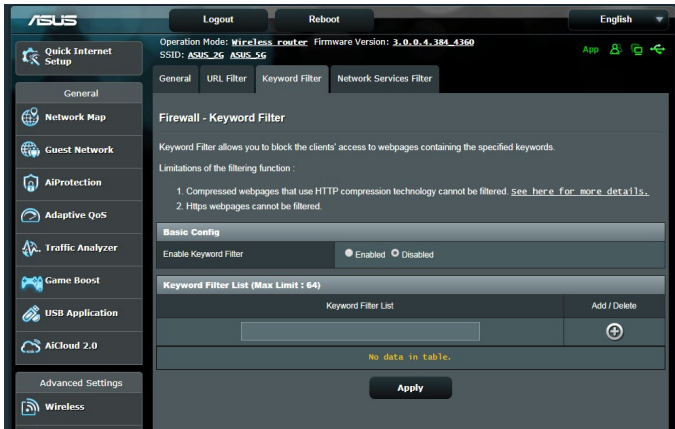 ASUS
Logout
Reboot
English
Quick Internet
Setup
General
Network Map
Guest Network
AiProtection
Adaptive QoS
Traffic Analyzer
Game Boost
USB Application
AiCloud 2.0
Advanced Settings
Wireless
Operation Mode: Wireless router Firmware Version: 3.0.0.4.384_4360
SSID: ASUS_2G ASUS_5G
App
General
URL Filter
Keyword Filter
Network Services Filter
Firewall - Keyword Filter
Keyword Filter allows you to block the clients' access to webpages containing the specified keywords.
Limitations of the filtering function :
1. Compressed webpages that use HTTP compression technology cannot be filtered. See here for more details.
2. Https webpages cannot be filtered.
Basic Config
Enable Keyword Filter
Enabled Disabled
Keyword Filter List (Max Limit : 64)
Keyword Filter List
Add / Delete
No data in table.
Apply